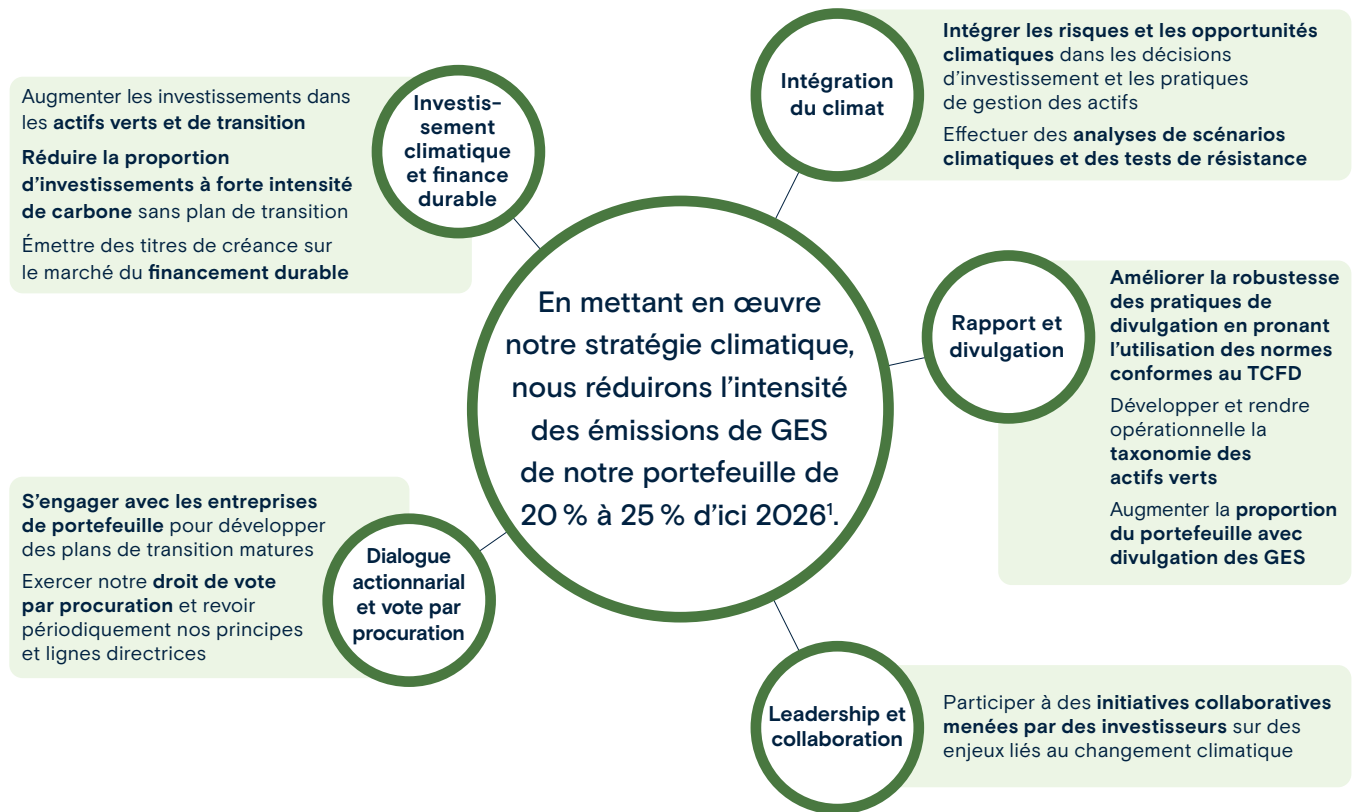 Intégration
du climat
Intégrer les risques et les opportunités
climatiques dans les décisions
d'investissement et les pratiques
de gestion des actifs
Effectuer des analyses de scénarios
climatiques et des tests de résistance
Investis-
sement
climatique
et finance
durable
Augmenter les investissements dans
les actifs verts et de transition
Réduire la proportion
d'investissements à forte intensité
de carbone sans plan de transition
Émettre des titres de créance sur
le marché du financement durable
En mettant en œuvre
notre stratégie climatique,
nous réduirons l'intensité
des émissions de GES
de notre portefeuille de
20 % à 25 % d'ici 2026¹.
Rapport et
divulgation
Améliorer la robustesse
des pratiques de
divulgation en pronant
l'utilisation des normes
conformes au TCFD
Développer et rendre
opérationnelle la
taxonomie des
actifs verts
Augmenter la proportion
du portefeuille avec
divulgation des GES
Dialogue
actionnarial
et vote par
procuration
S'engager avec les entreprises
de portefeuille pour développer
des plans de transition matures
Exercer notre droit de vote
par procuration et revoir
périodiquement nos principes
et lignes directrices
Leadership et
collaboration
Participer à des initiatives collaboratives
menées par des investisseurs sur des
enjeux liés au changement climatique